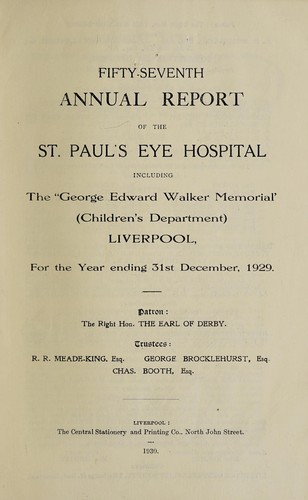 FIFTY-SEVENTH
ANNUAL REPORT
OF THE
ST. PAUL'S EYE HOSPITAL
INCLUDING
The "George Edward Walker Memorial'
(Children's Department)
LIVERPOOL,
For the Year ending 31st December, 1929.
Patron:
The Right Hon. THE EARL OF DERBY.
Trustees:
R. R. MEADE-KING, Esq. GEORGE BROCKLEHURST, Esq.
CHAS. BOOTH, Esq.
LIVERPOOL:
The Central Stationery and Printing Co., North John Street.
1930.